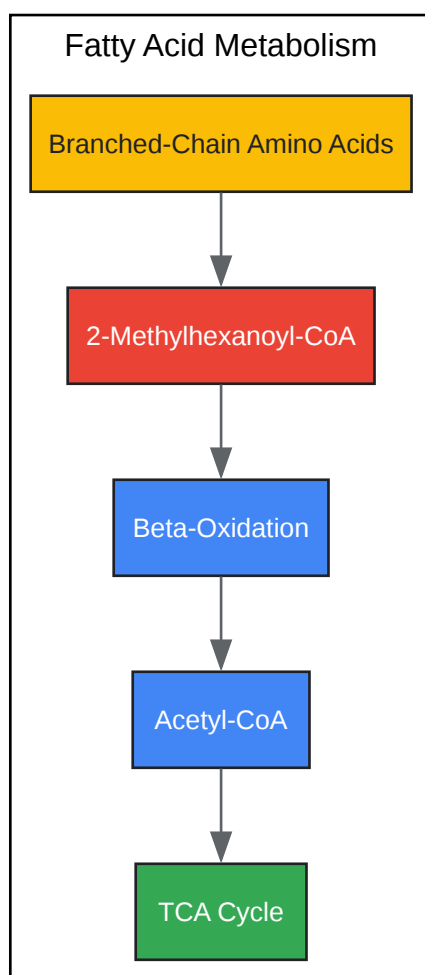 Fatty Acid Metabolism
Branched-Chain Amino Acids
2-Methylhexanoyl-CoA
Beta-Oxidation
Acetyl-CoA
TCA Cycle